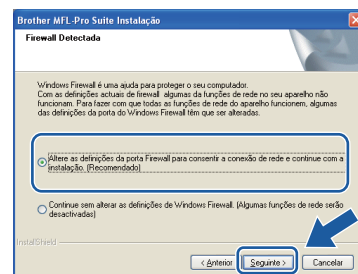 Brother MFL-Pro Suite Instalação
Firewall Detectada
Windows Firewall é uma ajuda para proteger o seu computador.
Com as definições actuais de firewall algumas da funções de rede no seu aparelho não
funcionam. Para fazer com que todas as funções de rede do aparelho funcionem, algumas
das definições da porta do Windows Firewall têm que ser alteradas.
Altere as definições da porta Firewall para consentir a conexão de rede e continue com a
instalação. (Recomendado)
Continue sem alterar as definições de Windows Firewall. (Algumas funções de rede serão
desactivadas)
InstallShield
< Anterior Seguinte > Cancelar